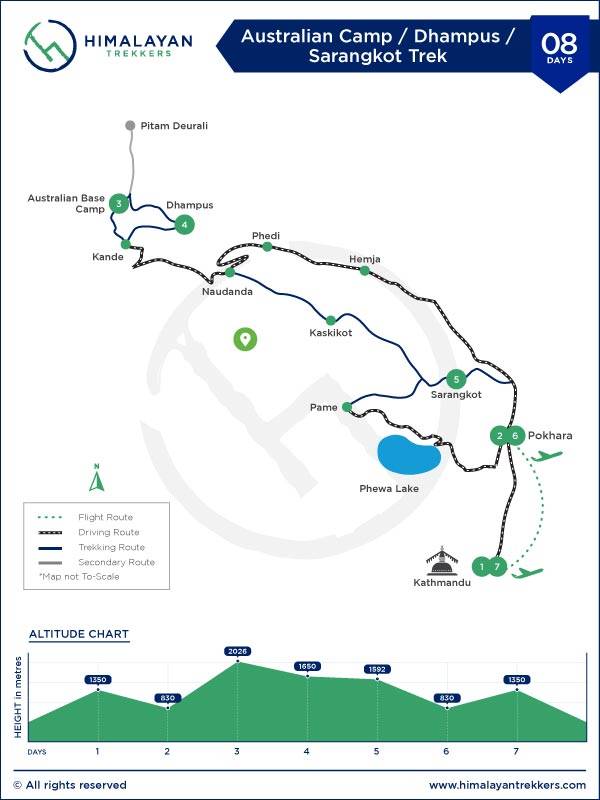 HIMALAYAN
TREKKERS
Australian Camp / Dhampus /
Sarangkot Trek
08
DAYS
Pitam Deurali
Australian Base
Camp
3
Dhampus
4
Kande
Phedi
Hemja
Naudanda
Kaskikot
5
Sarangkot
Pame
2 6 Pokhara
Phewa Lake
N
Flight Route
Driving Route
Trekking Route
Secondary Route
*Map not To-Scale
Kathmandu
1 7
ALTITUDE CHART
HEIGHT in metres
1350
830
2026
1650
1592
830
1350
DAYS 1 2 3 4 5 6 7
© All rights reserved
www.himalayantrekkers.com